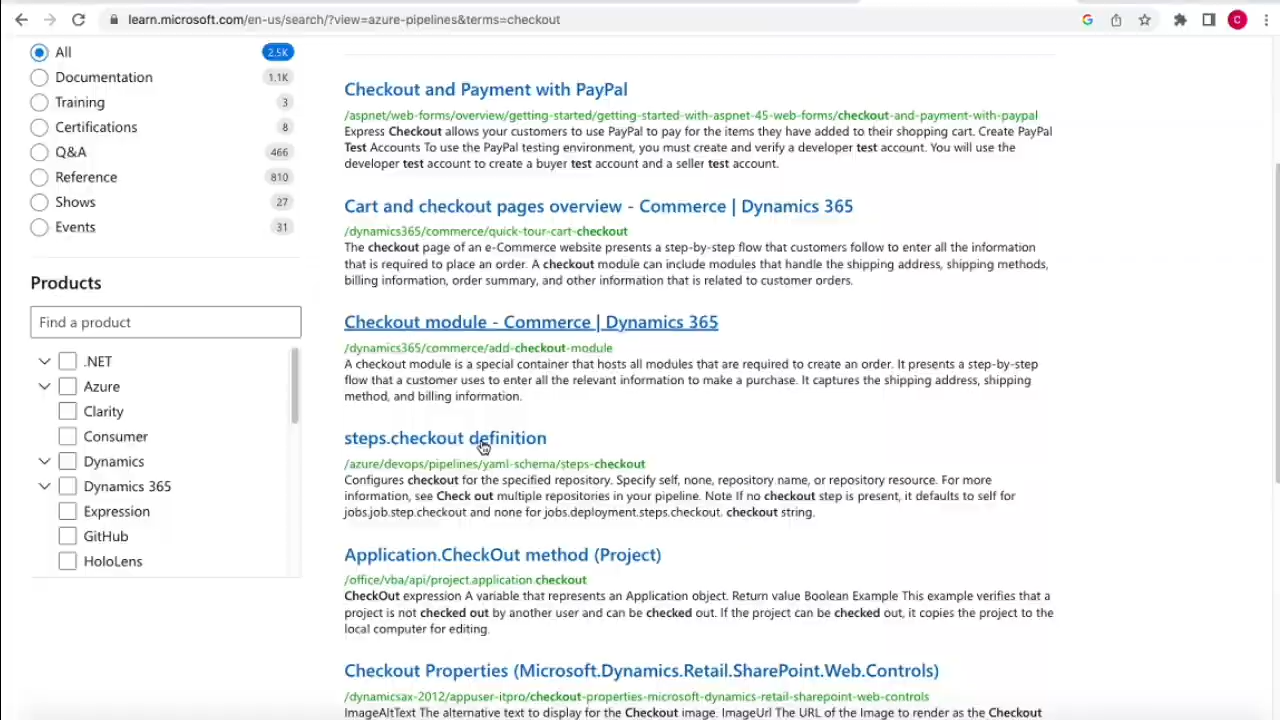 learn.microsoft.com/en-us/search/?view=azure-pipelines&terms=checkout
C
All 2.5K
Documentation 1.1K
Training 3
Certifications 8
Q&A 466
Reference 810
Shows 27
Events 31
Products
Find a product
.NET
Azure
Clarity
Consumer
Dynamics
Dynamics 365
Expression
GitHub
HoloLens
Checkout and Payment with PayPal
/aspnet/web-forms/overview/getting-started/getting-started-with-aspnet-45-web-forms/checkout-and-payment-with-paypal
Express Checkout allows your customers to use PayPal to pay for the items they have added to their shopping cart. Create PayPal
Test Accounts To use the PayPal testing environment, you must create and verify a developer test account. You will use the
developer test account to create a buyer test account and a seller test account.
Cart and checkout pages overview - Commerce | Dynamics 365
/dynamics365/commerce/quick-tour-cart-checkout
The checkout page of an e-Commerce website presents a step-by-step flow that customers follow to enter all the information
that is required to place an order. A checkout module can include modules that handle the shipping address, shipping methods,
billing information, order summary, and other information that is related to customer orders.
Checkout module - Commerce | Dynamics 365
/dynamics365/commerce/add-checkout-module
A checkout module is a special container that hosts all modules that are required to create an order. It presents a step-by-step
flow that a customer uses to enter all the relevant information to make a purchase. It captures the shipping address, shipping
method, and billing information.
steps.checkout definition
/azure/devops/pipelines/yaml-schema/steps-checkout
Configures checkout for the specified repository. Specify self, none, repository name, or repository resource. For more
information, see Check out multiple repositories in your pipeline. Note If no checkout step is present, it defaults to self for
jobs.job.step.checkout and none for jobs.deployment.steps.checkout. checkout string.
Application.CheckOut method (Project)
/office/vba/api/project.application.checkout
CheckOut expression A variable that represents an Application object. Return value Boolean Example This example verifies that a
project is not checked out by another user and can be checked out. If the project can be checked out, it copies the project to the
local computer for editing.
Checkout Properties (Microsoft.Dynamics.Retail.SharePoint.Web.Controls)
/dynamicsax-2012/appuser-itpro/checkout-properties-microsoft-dynamics-retail-sharepoint-web-controls
ImageAltText The alternative text to display for the Checkout image. ImageUrl The URL of the Image to render as the Checkout